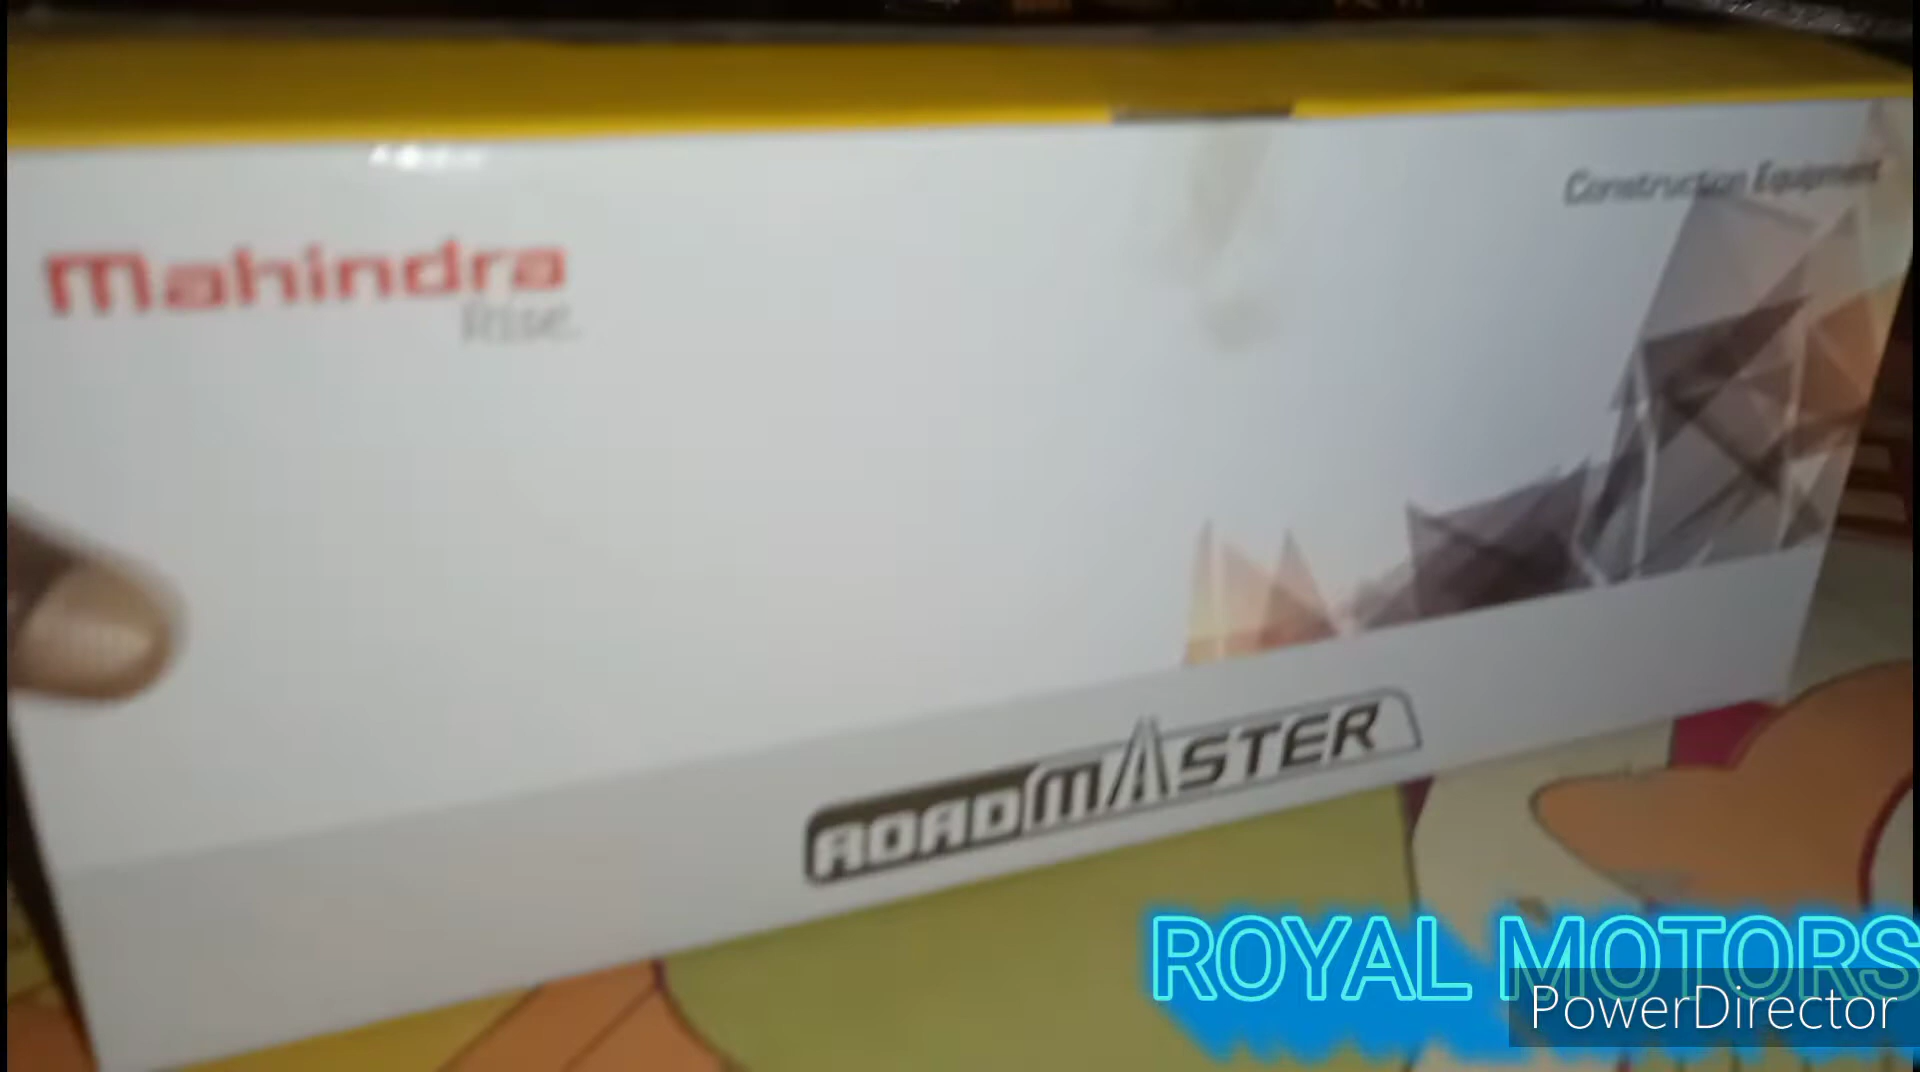 Construction Equipment
Mahindra
Rise.
ROADMASTER
ROYAL MOTORS
PowerDirector